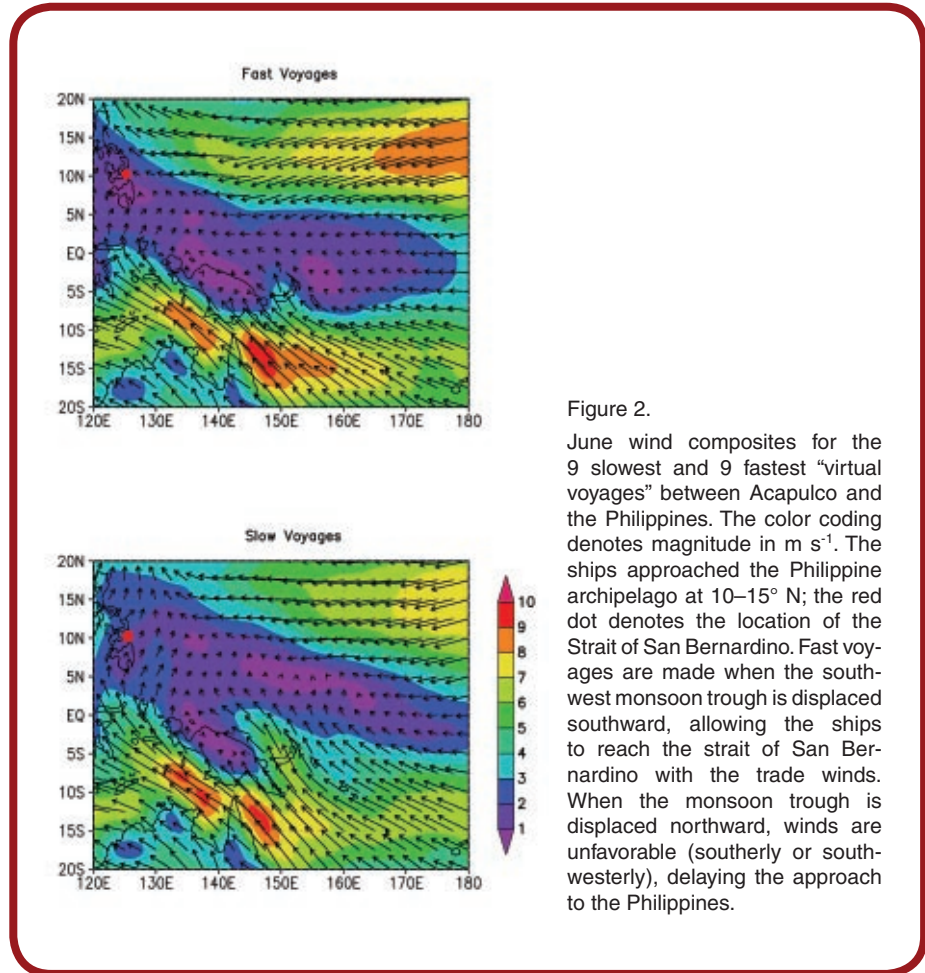 Fast Voyages
20N
15N
10N
5N
EQ
5S
10S
15S
20S
120E 130E 140E 150E 160E 170E 180
Slow Voyages
20N
15N
10N
5N
EQ
5S
10S
15S
20S
120E 130E 140E 150E 160E 170E 180
10
9
8
7
6
5
4
3
2
1
Figure 2.
June wind composites for the
9 slowest and 9 fastest “virtual
voyages” between Acapulco and
the Philippines. The color coding
denotes magnitude in m s-1. The
ships approached the Philippine
archipelago at 10–15° N; the red
dot denotes the location of the
Strait of San Bernardino. Fast voy-
ages are made when the south-
west monsoon trough is displaced
southward, allowing the ships
to reach the strait of San Ber-
nardino with the trade winds.
When the monsoon trough is
displaced northward, winds are
unfavorable (southerly or south-
westerly), delaying the approach
to the Philippines.